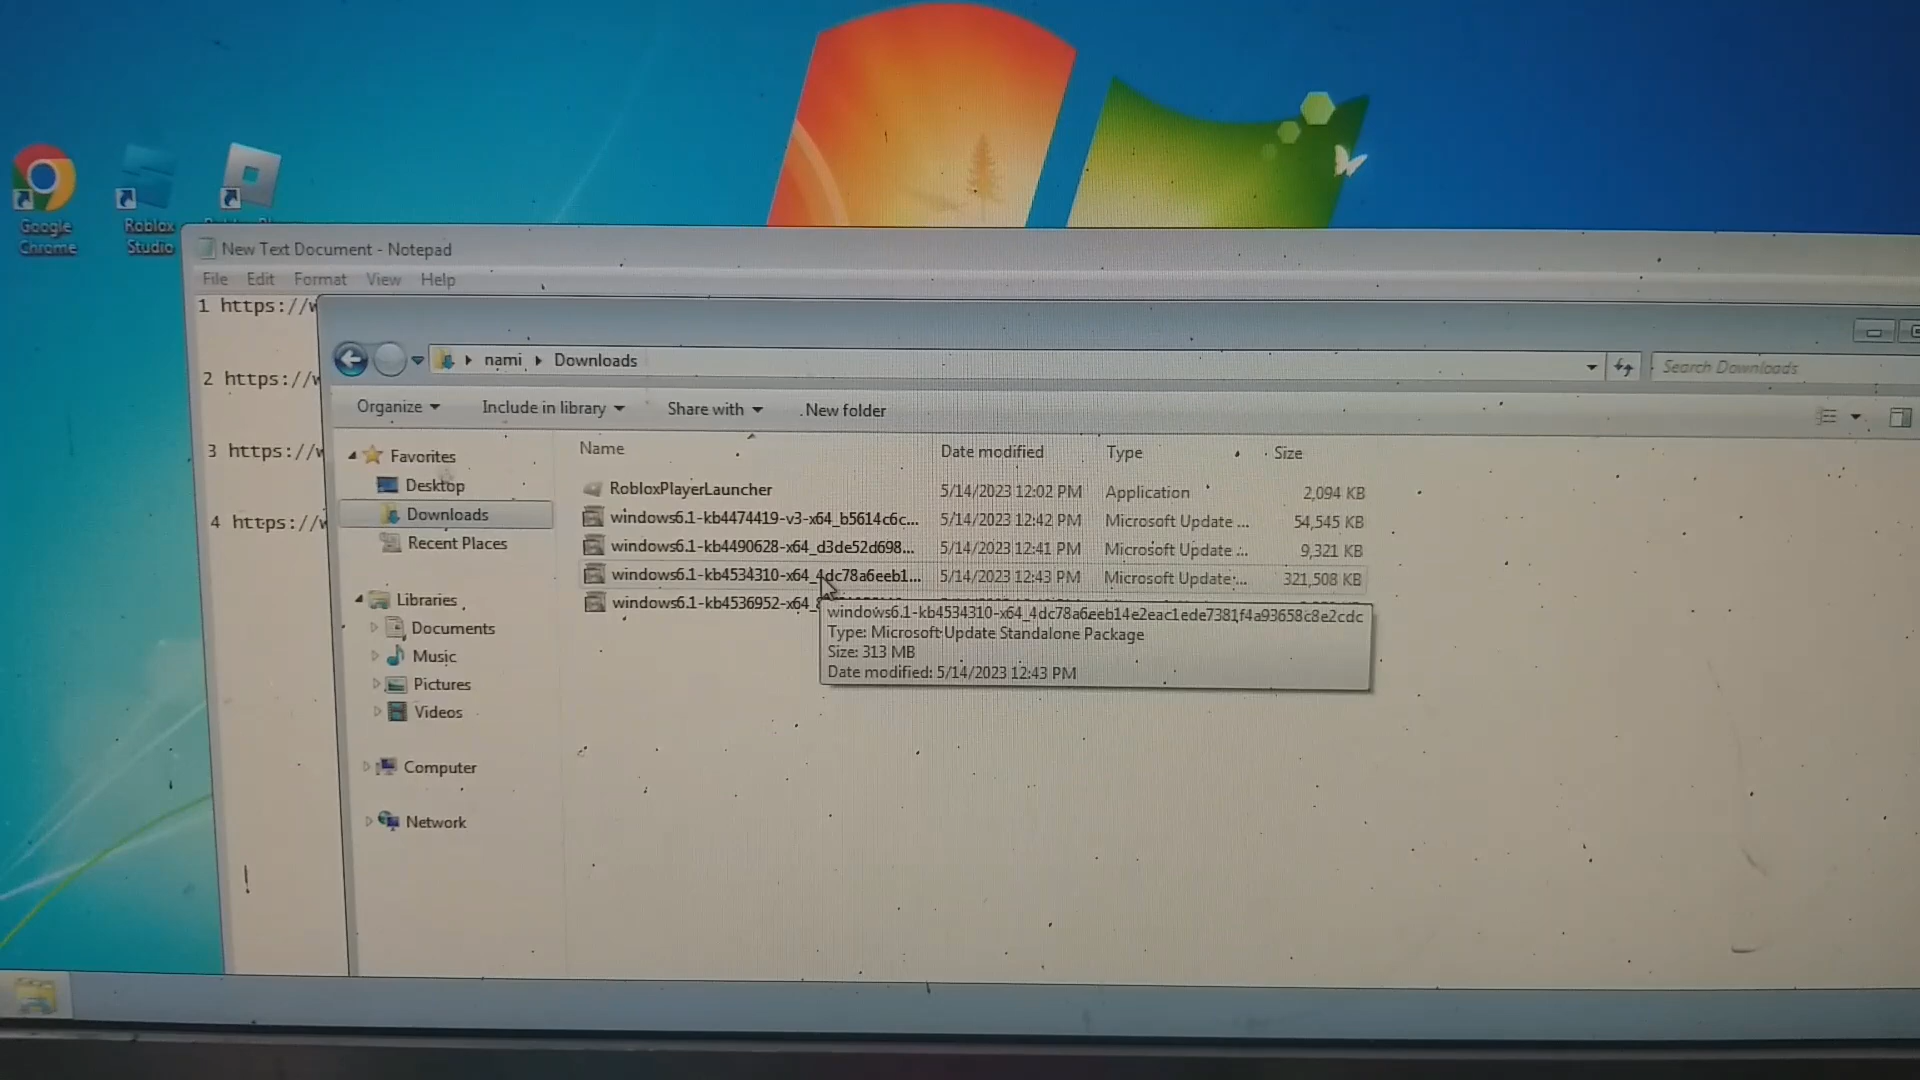 Google
Chrome
Roblox
Studio
New Text Document - Notepad
File Edit Format View Help
1 https://w
2 https://w
3 https://w
4 https://w
nami Downloads
Search Downloads
Organize Include in library Share with New folder
Name Date modified Type Size
Favorites
Desktop
Downloads
Recent Places
Libraries
Documents
Music
Pictures
Videos
Computer
Network
RobloxPlayerLauncher 5/14/2023 12:02 PM Application 2,094 KB
windows6.1-kb4474419-v3-x64_b5614c6c... 5/14/2023 12:42 PM Microsoft Update ... 54,545 KB
windows6.1-kb4490628-x64_d3de52d698... 5/14/2023 12:41 PM Microsoft Update ... 9,321 KB
windows6.1-kb4534310-x64_4dc78a6eeb1... 5/14/2023 12:43 PM Microsoft Update ... 321,508 KB
windows6.1-kb4536952-x64_
windows6.1-kb4534310-x64_4dc78a6eeb14e2eac1ede7381f4a93658c8e2cdc
Type: Microsoft Update Standalone Package
Size: 313 MB
Date modified: 5/14/2023 12:43 PM